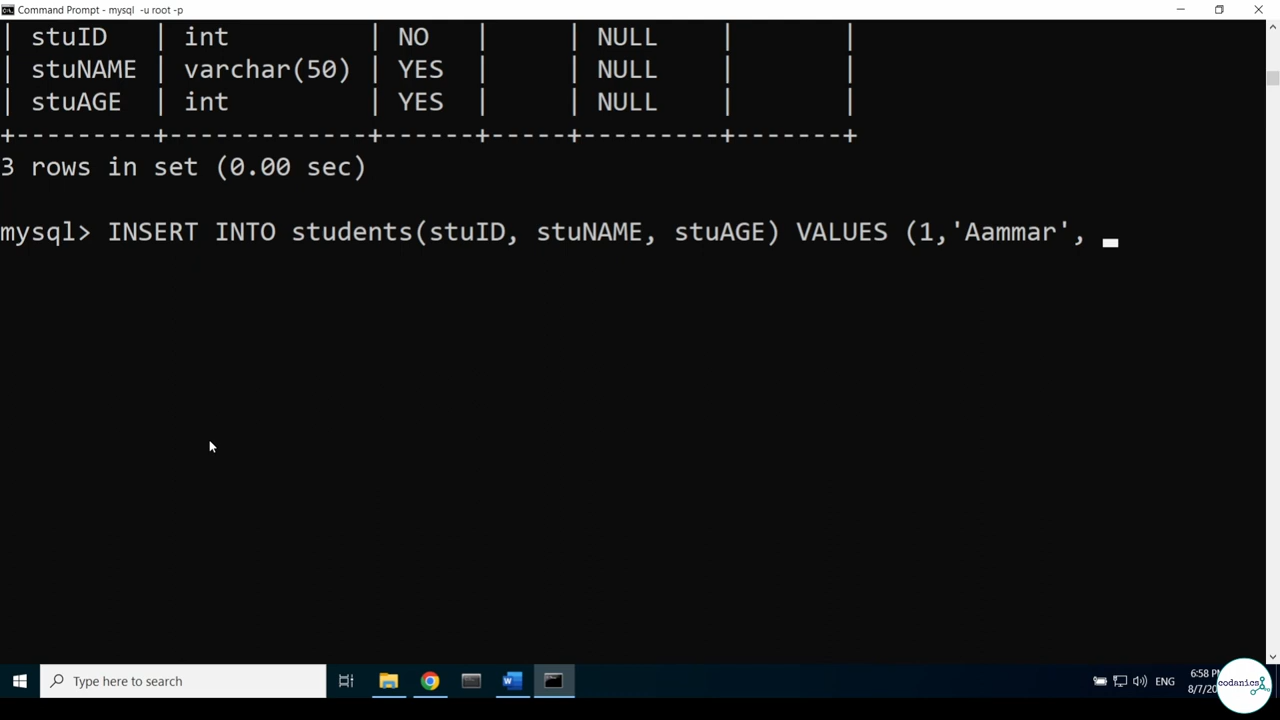 Command Prompt - mysql -u root -p
| stuID | int | NO | | NULL | |
| stuNAME | varchar(50) | YES | | NULL | |
| stuAGE | int | YES | | NULL | |
+---------+-------------+------+-----+---------+-------+
3 rows in set (0.00 sec)
mysql> INSERT INTO students(stuID, stuNAME, stuAGE) VALUES (1,'Aammar',
Type here to search
ENG
6:58
codanics